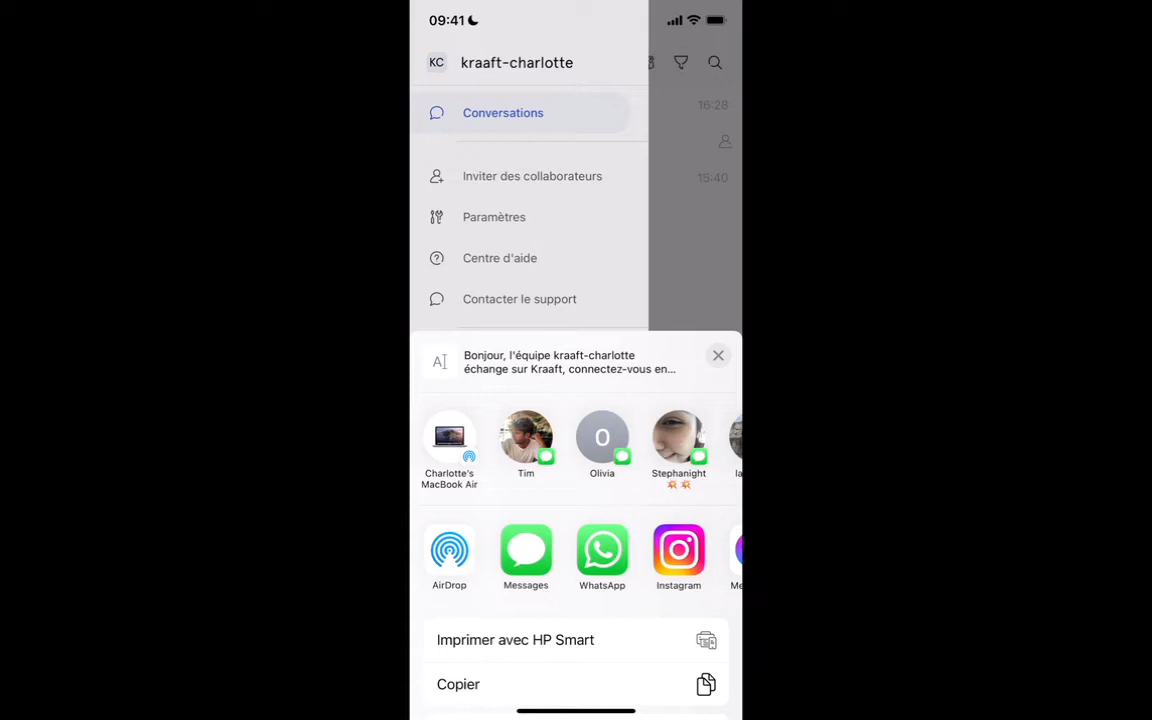 09:41
KC kraaft-charlotte
16:28
Conversations
15:40
Inviter des collaborateurs
Paramètres
Centre d'aide
Contacter le support
Bonjour, l'équipe kraaft-charlotte
échange sur Kraaft, connectez-vous en...
O
Charlotte's
MacBook Air
Tim
Olivia
Stephanight
AirDrop
Messages
WhatsApp
Instagram
Imprimer avec HP Smart
Copier